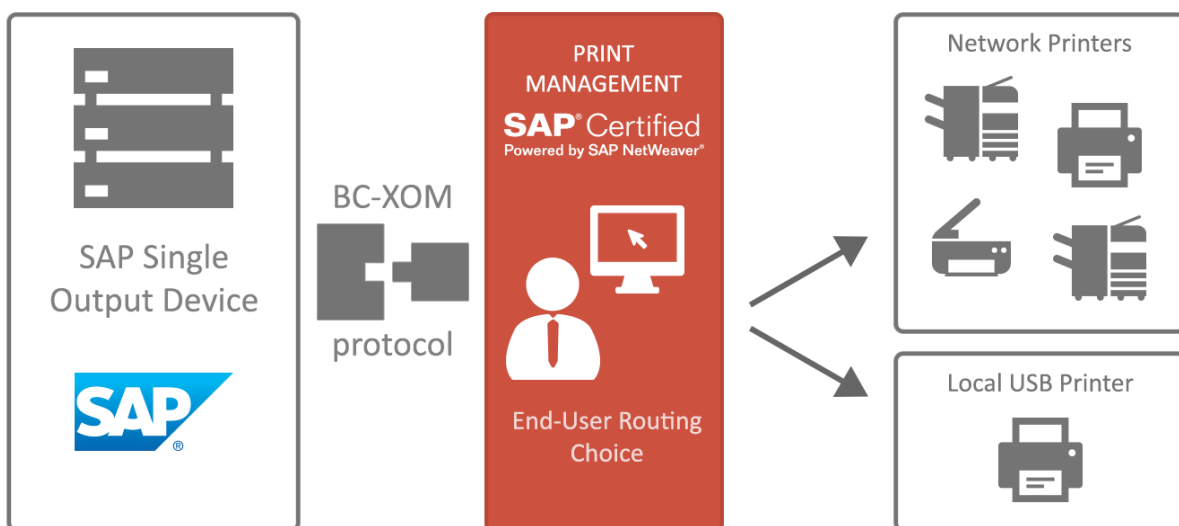 SAP Single
Output Device
SAP®
BC-XOM
protocol
PRINT
MANAGEMENT
SAP® Certified
Powered by SAP NetWeaver®
End-User Routing
Choice
Network Printers
Local USB Printer